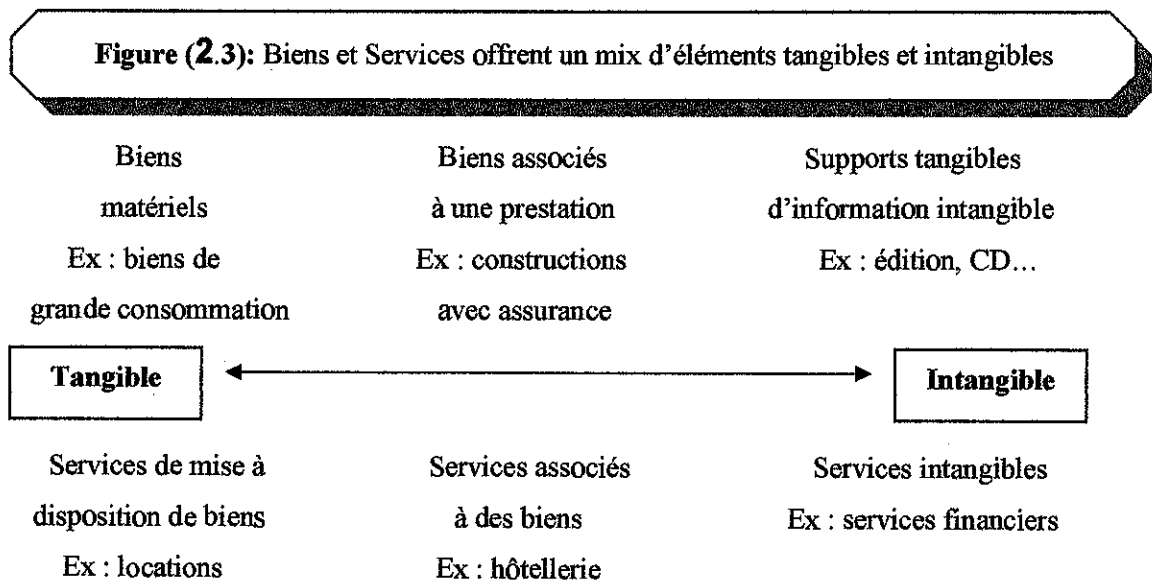 Figure (2.3): Biens et Services offrent un mix d'éléments tangibles et intangibles
Biens
matériels
Ex : biens de
grande consommation
Biens associés
à une prestation
Ex : constructions
avec assurance
Supports tangibles
d'information intangible
Ex : édition, CD…
Tangible
Intangible
Services de mise à
disposition de biens
Ex : locations
Services associés
à des biens
Ex : hôtellerie
Services intangibles
Ex : services financiers